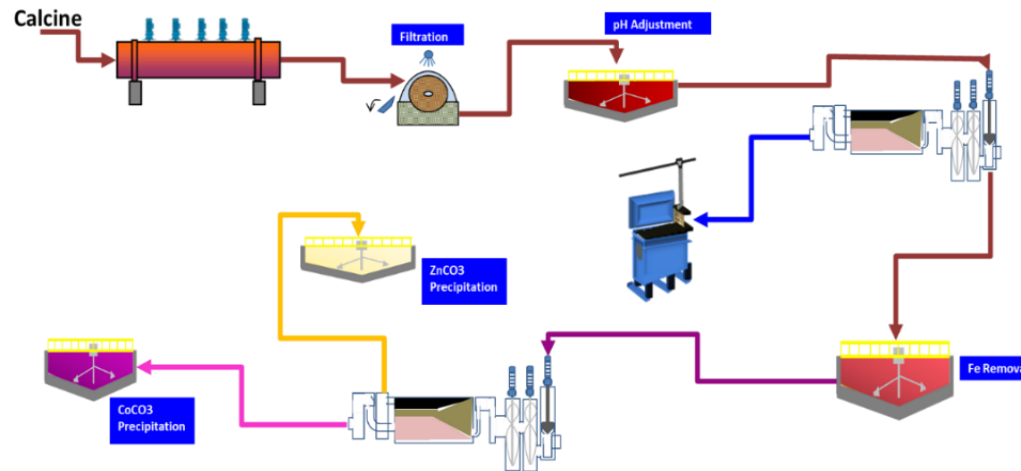 Calcine
Filtration
pH Adjustment
ZnCO3
Precipitation
CoCO3
Precipitation
Fe Remova